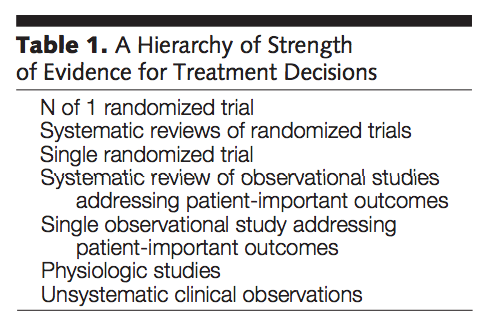 Table 1. A Hierarchy of Strength
of Evidence for Treatment Decisions
N of 1 randomized trial
Systematic reviews of randomized trials
Single randomized trial
Systematic review of observational studies
addressing patient-important outcomes
Single observational study addressing
patient-important outcomes
Physiologic studies
Unsystematic clinical observations